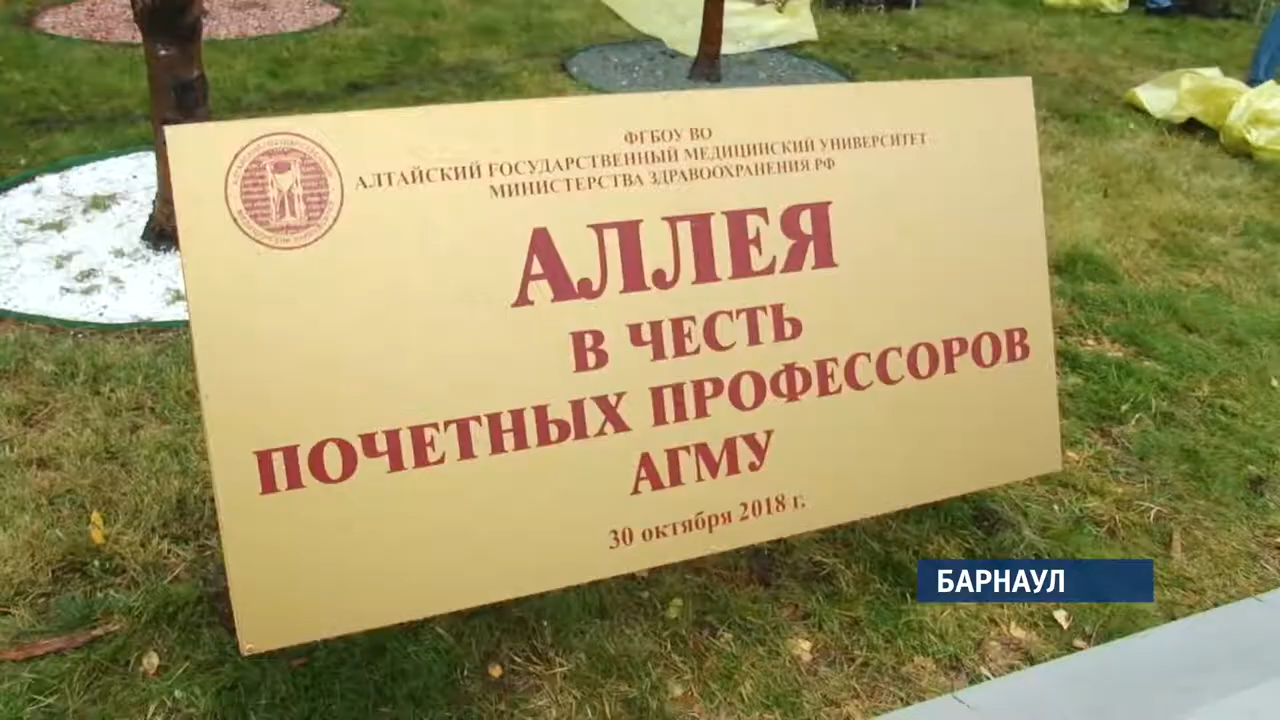 ФГБОУ ВО
АЛТАЙСКИЙ ГОСУДАРСТВЕННЫЙ МЕДИЦИНСКИЙ УНИВЕРСИТЕТ
МИНИСТЕРСТВА ЗДРАВООХРАНЕНИЯ РФ
АЛЛЕЯ
В ЧЕСТЬ
ПОЧЕТНЫХ ПРОФЕССОРОВ
АГМУ
30 октября 2018 г.
БАРНАУЛ